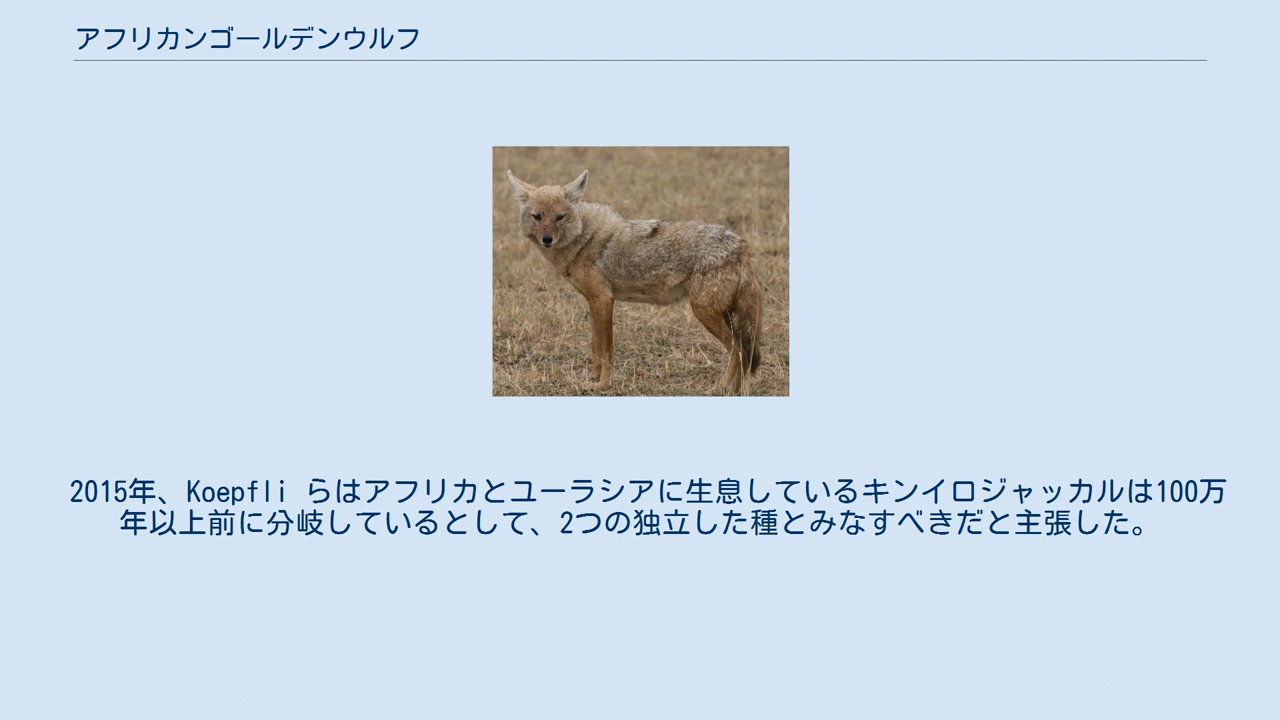 アフリカンゴールデンウルフ
2015年、Koepfli らはアフリカとユーラシアに生息しているキンイロジャッカルは100万
年以上前に分岐しているとして、2つの独立した種とみなすべきだと主張した。